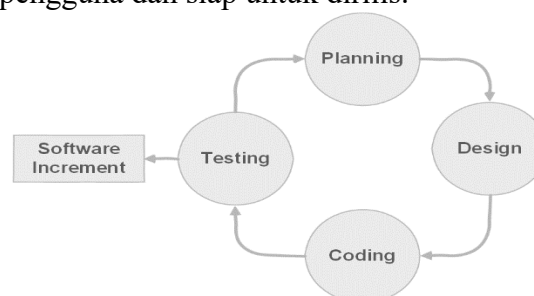 pengguna dan siap untuk dirilis.
Planning
Design
Coding
Testing
Software
Increment